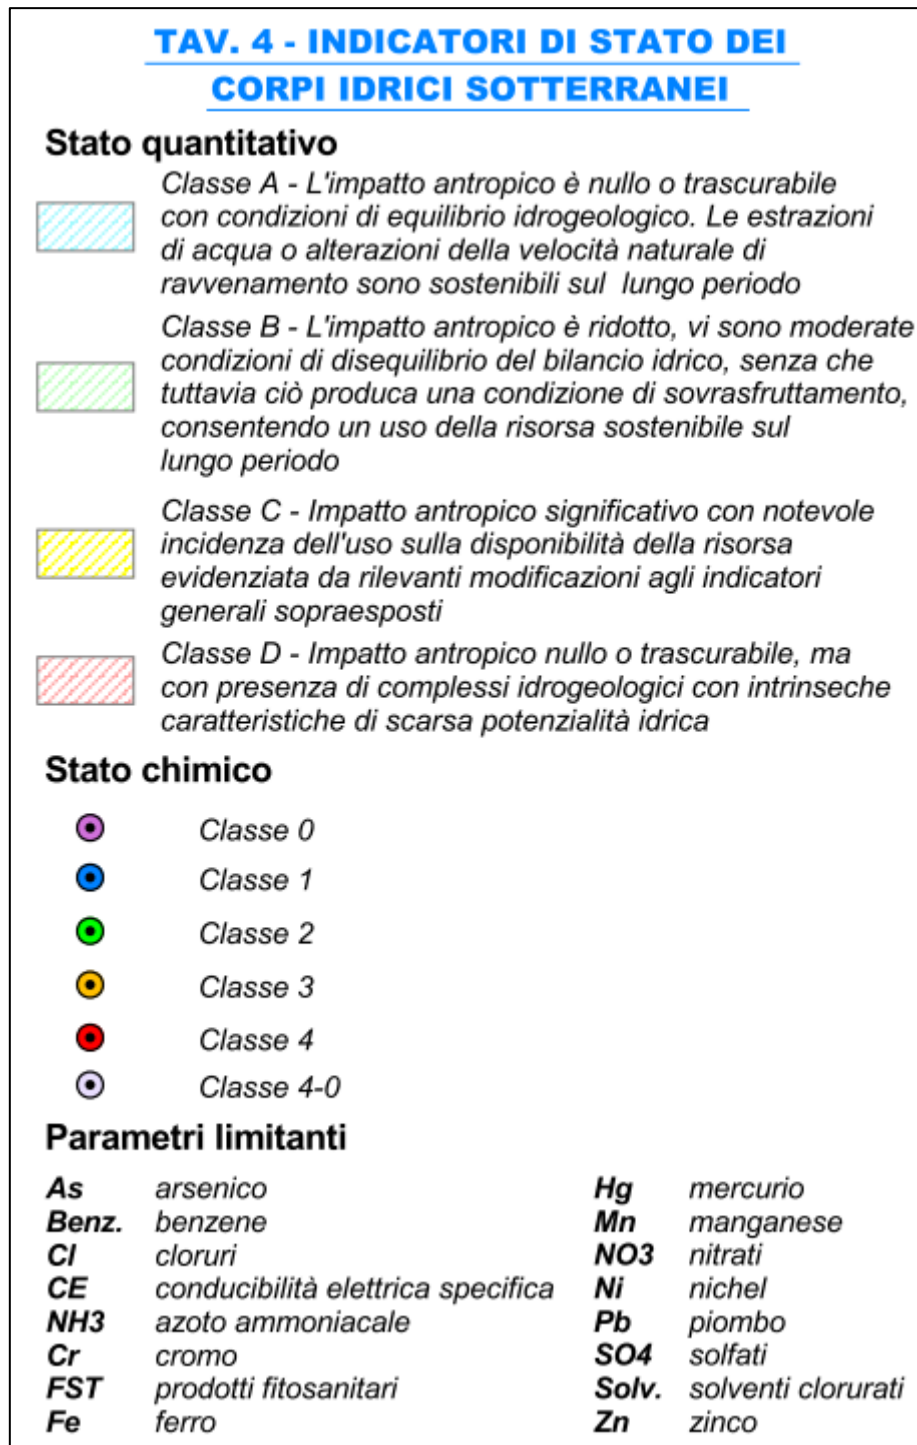 TAV. 4 - INDICATORI DI STATO DEI
CORPI IDRICI SOTTERRANEI
Stato quantitativo
Classe A - L'impatto antropico è nullo o trascurabile
con condizioni di equilibrio idrogeologico. Le estrazioni
di acqua o alterazioni della velocità naturale di
ravvenamento sono sostenibili sul lungo periodo
Classe B - L'impatto antropico è ridotto, vi sono moderate
condizioni di disequilibrio del bilancio idrico, senza che
tuttavia ciò produca una condizione di sovrasfruttamento,
consentendo un uso della risorsa sostenibile sul
lungo periodo
Classe C - Impatto antropico significativo con notevole
incidenza dell'uso sulla disponibilità della risorsa
evidenziata da rilevanti modificazioni agli indicatori
generali sopraesposti
Classe D - Impatto antropico nullo o trascurabile, ma
con presenza di complessi idrogeologici con intrinseche
caratteristiche di scarsa potenzialità idrica
Stato chimico
Classe 0
Classe 1
Classe 2
Classe 3
Classe 4
Classe 4-0
Parametri limitanti
As arsenico
Benz. benzene
Cl cloruri
CE conducibilità elettrica specifica
NH3 azoto ammoniacale
Cr cromo
FST prodotti fitosanitari
Fe ferro
Hg mercurio
Mn manganese
NO3 nitrati
Ni nichel
Pb piombo
SO4 solfati
Solv. solventi clorurati
Zn zinco